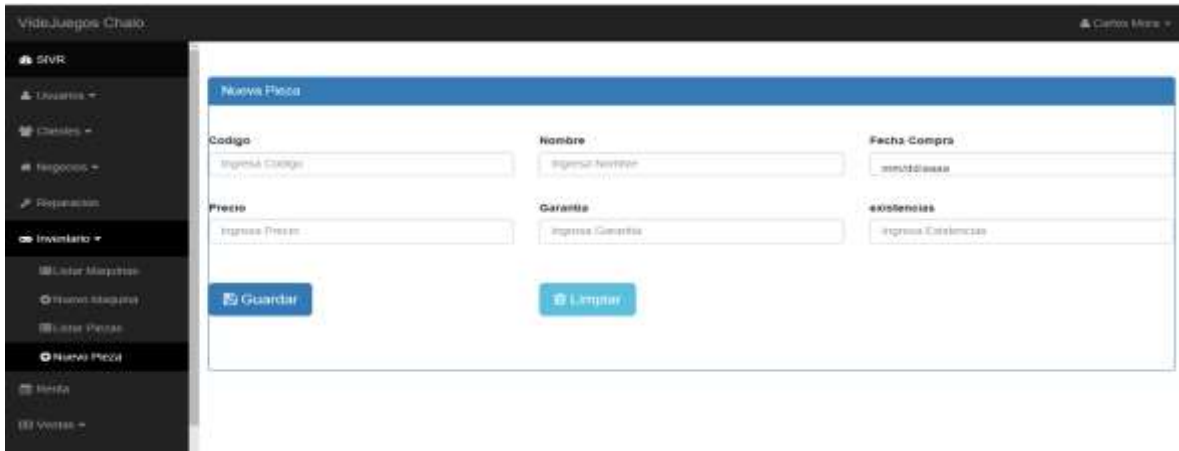 VideJuegos Chalo
Carlos Mora
SIVR
Usuarios
Clientes
Negocios
Reparacion
Inventario
Listar Maquinas
Nuevo Maquina
Listar Piezas
Nuevo Pieza
Renta
Ventas
Nueva Pieza
Codigo
Nombre
Fecha Compra
Ingresa Codigo
Ingresa Nombre
mm/dd/aaaa
Precio
Garantia
existencias
Ingresa Precio
Ingresa Garantia
Ingresa Existencias
Guardar
Limpiar